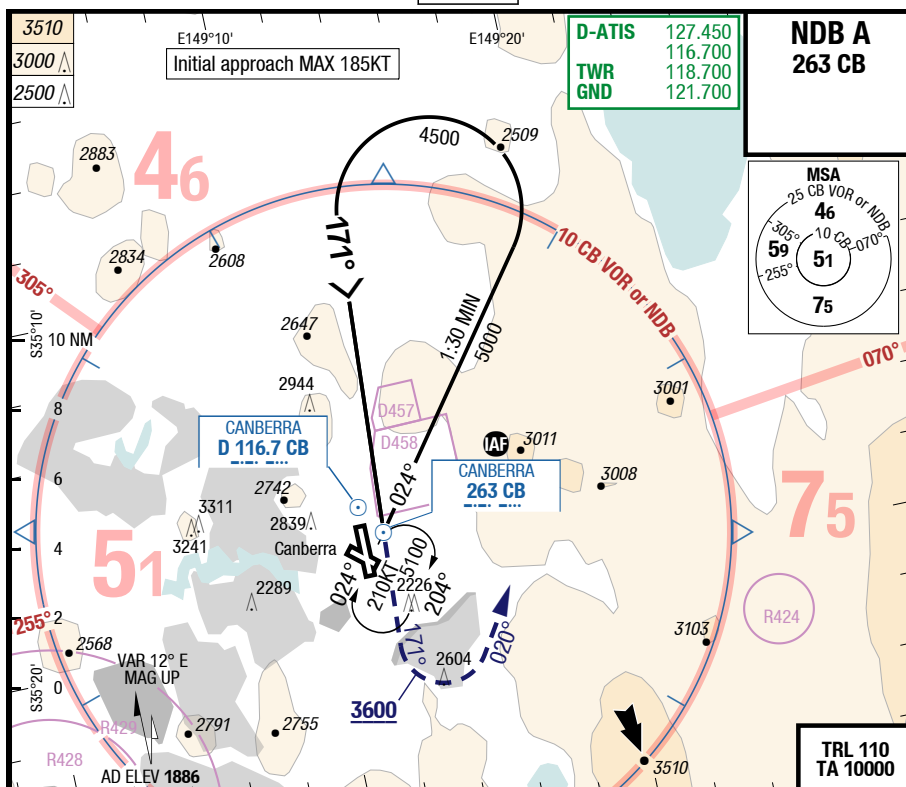 3510
3000
2500
E149°10'
E149°20'
Initial approach MAX 185KT
D-ATIS 127.450
116.700
TWR 118.700
GND 121.700
NDB A
263 CB
MSA
25 CB VOR or NDB
46
305°
10 CB
070°
59
51
255°
75
46
4500
2509
2883
2834
2608
171°
10 CB VOR or NDB
305°
S35°10'
10 NM
2647
1:30 MIN
5000
070°
2944
3001
8
D457
CANBERRA
D 116.7 CB
D458
IAF
3011
024°
CANBERRA
263 CB
3008
6
2742
75
3311
3241
2839
Canberra
4
51
024°
210KT
5100
2226
204°
2289
R424
2
255°
2568
171°
020°
3103
VAR 12° E
MAG UP
2604
S35°20'
0
3600
R429
2791
2755
R428
3510
AD ELEV 1886
TRL 110
TA 10000